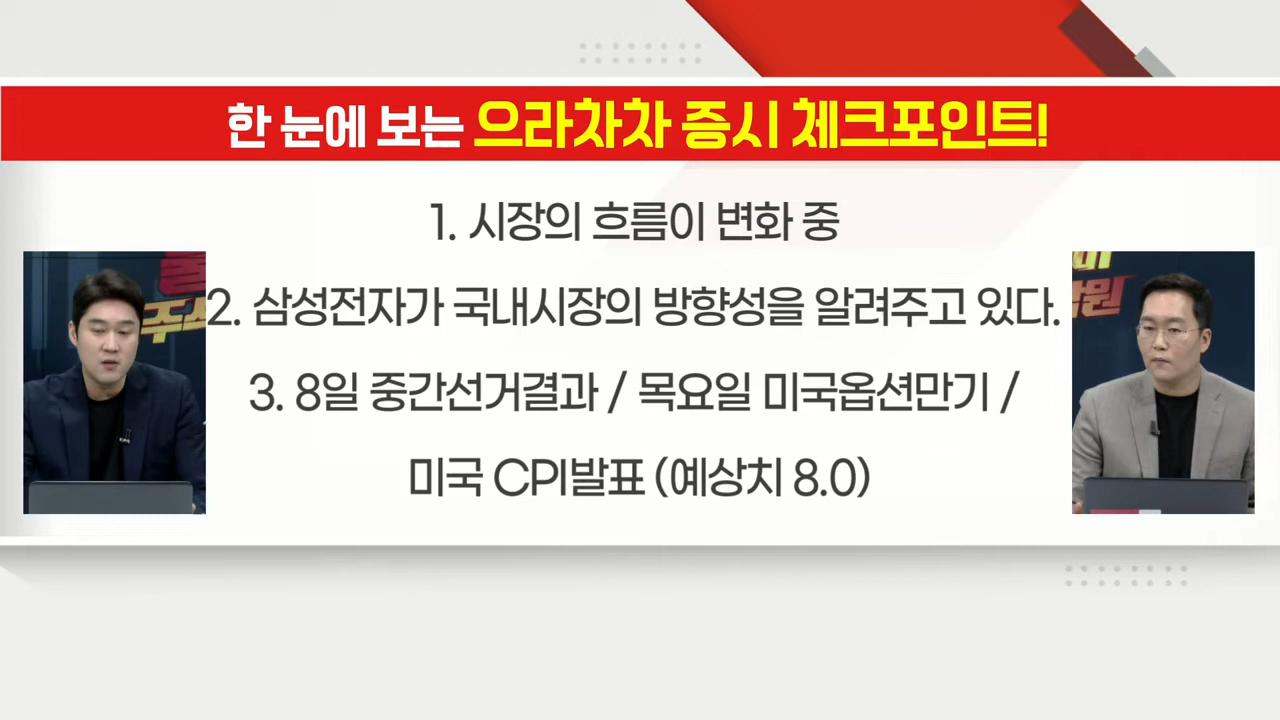 한 눈에 보는 으라차차 증시 체크포인트!
1. 시장의 흐름이 변화 중
2. 삼성전자가 국내시장의 방향성을 알려주고 있다.
3. 8일 중간선거결과 / 목요일 미국옵션만기 /
미국 CPI발표 (예상치 8.0)